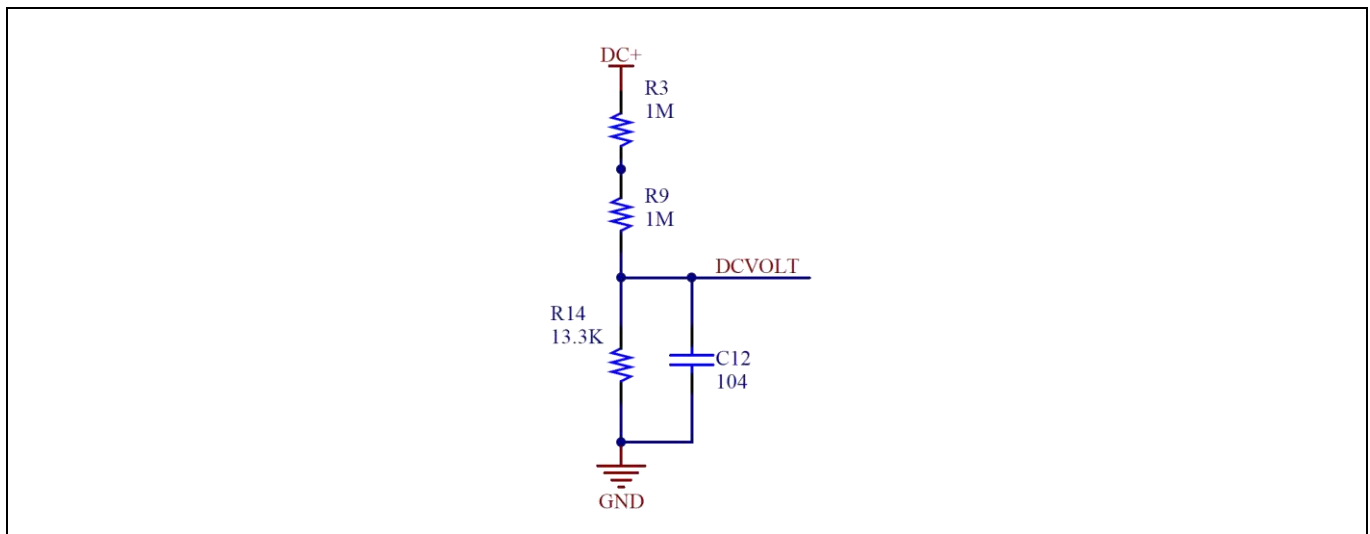 DC+
R3
1M
R9
1M
DCVOLT
R14
13.3K
C12
104
GND